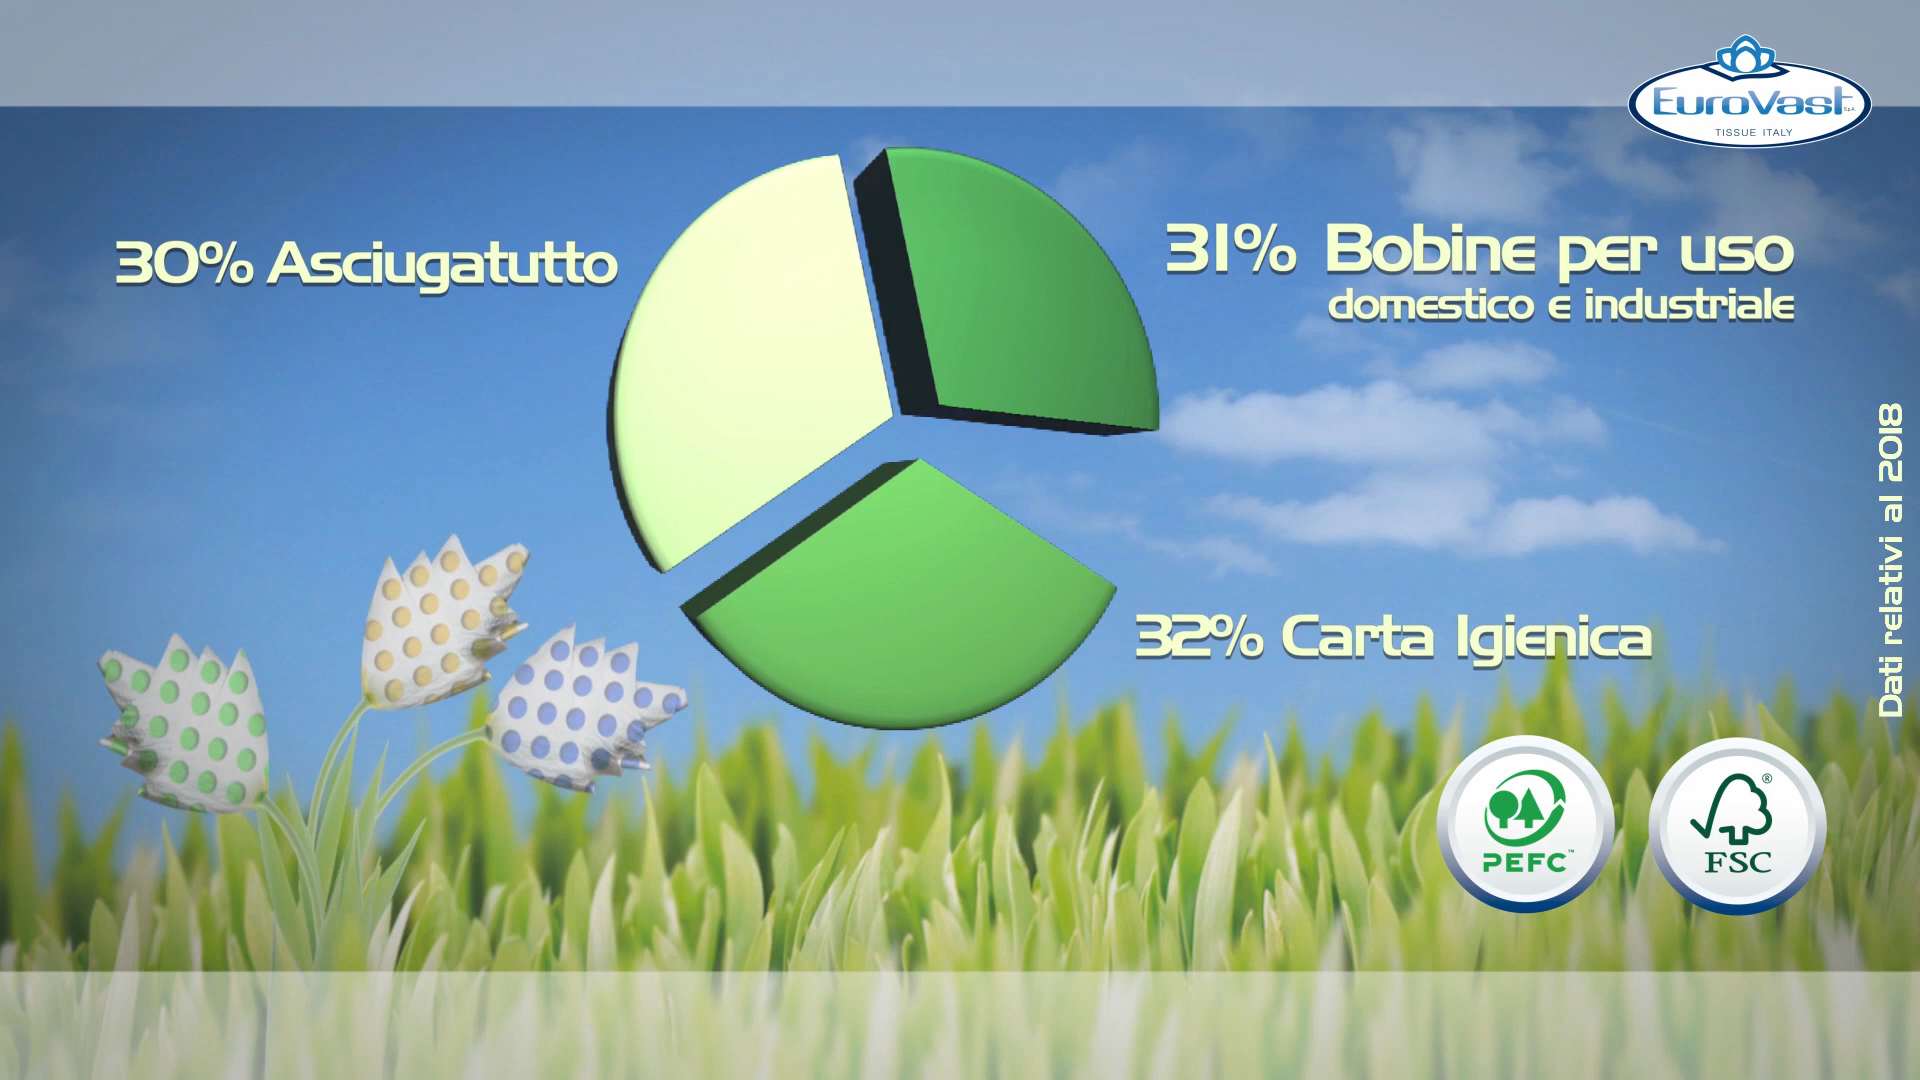 EuroVast S.p.A.
TISSUE ITALY
30% Asciugatutto
31% Bobine per uso
domestico e industriale
32% Carta Igienica
Dati relativi al 2018
PEFC™
®
FSC